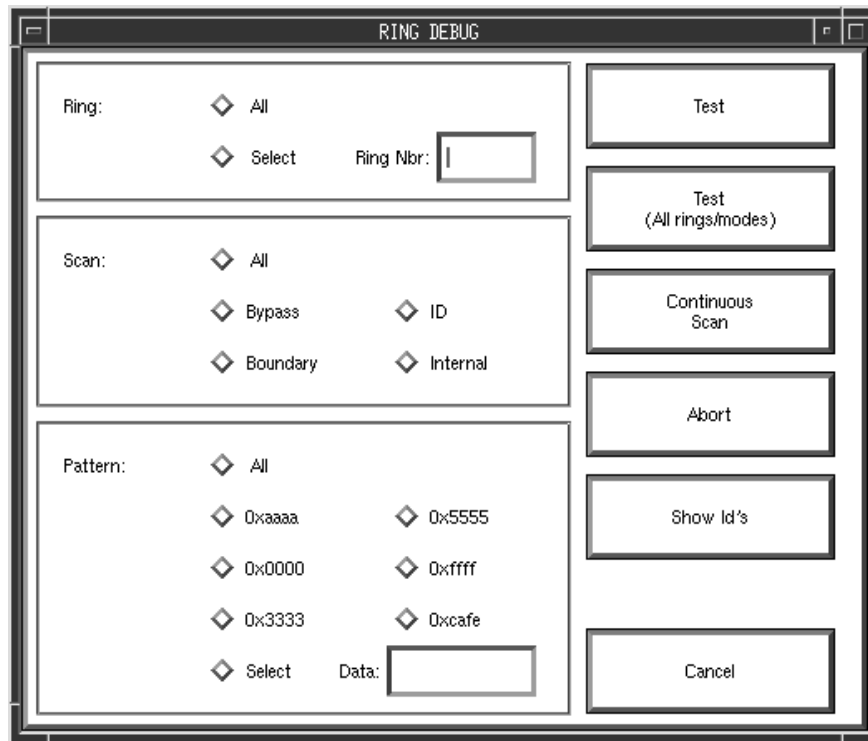 RING DEBUG
Ring:
All
Select
Ring Nbr:
Scan:
All
Bypass
ID
Boundary
Internal
Pattern:
All
0xaaaa
0x5555
0x0000
0xffff
0x3333
0xcafe
Select
Data:
Test
Test
(All rings/modes)
Continuous
Scan
Abort
Show Id's
Cancel